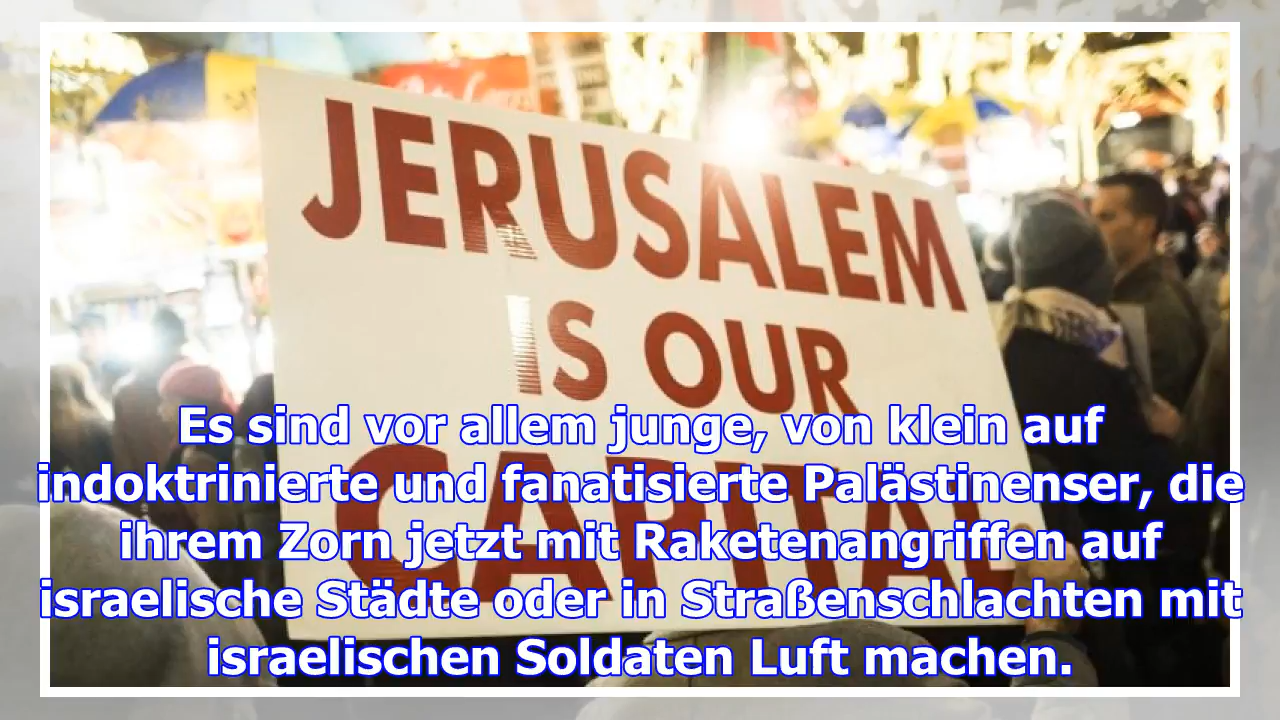 JERUSALEM
IS OUR
CAPITAL
Es sind vor allem junge, von klein auf
indoktrinierte und fanatisierte Palästinenser, die
ihrem Zorn jetzt mit Raketenangriffen auf
israelische Städte oder in Straßenschlachten mit
israelischen Soldaten Luft machen.